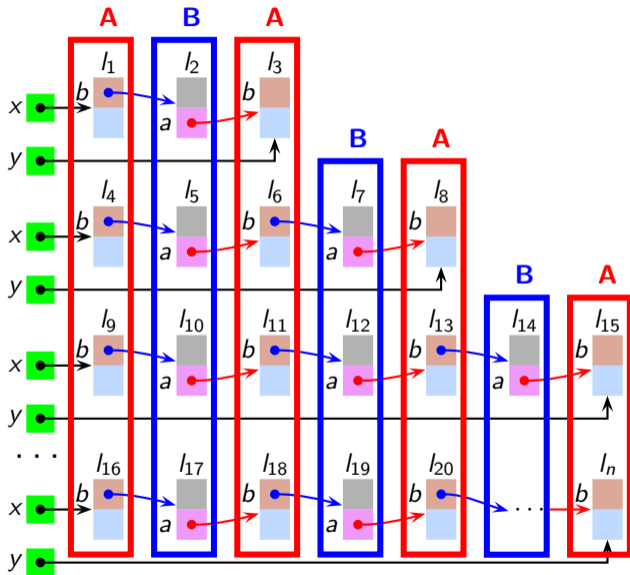 A B A
l1 l2 l3
x b b
a
y
B A
l4 l5 l6 l7 l8
x b b b
a a
y
B A
l9 l10 l11 l12 l13 l14 l15
x b b b b
a a a
y
. . .
l16 l17 l18 l19 l20 ln
x b b b . . . b
a a
y